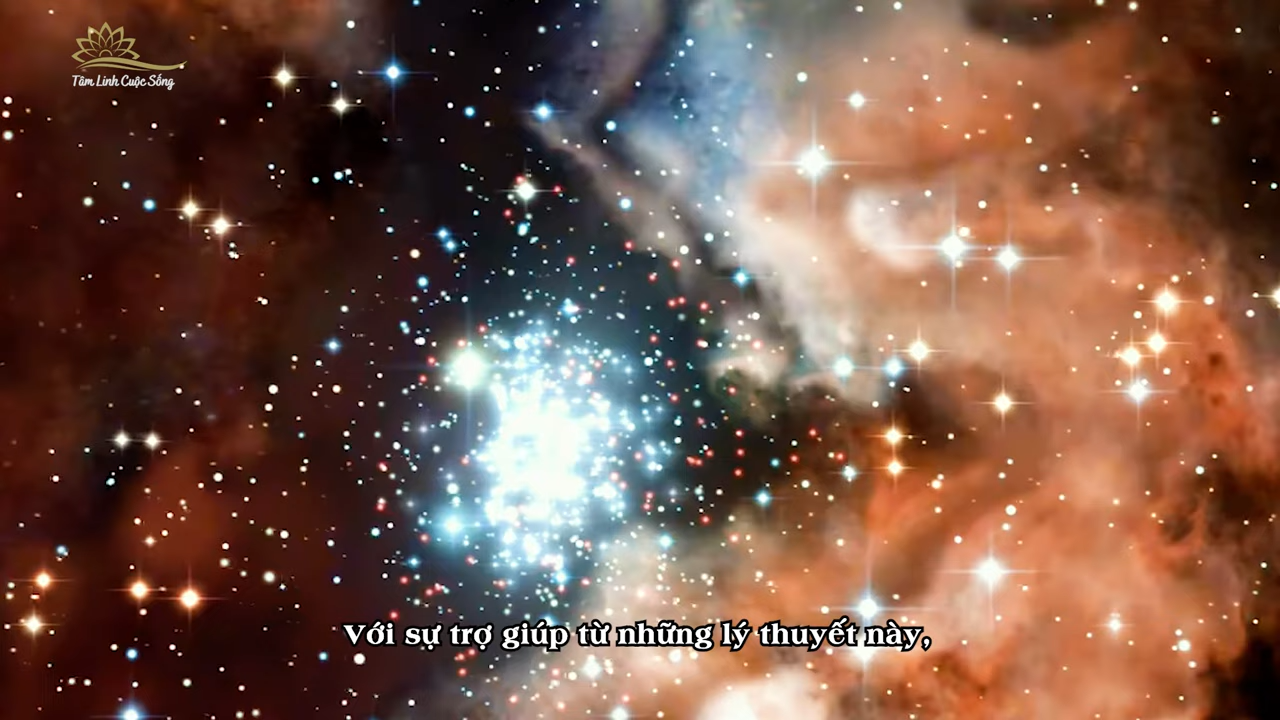 Tâm Linh Cuộc Sống
Với sự trợ giúp từ những lý thuyết này,